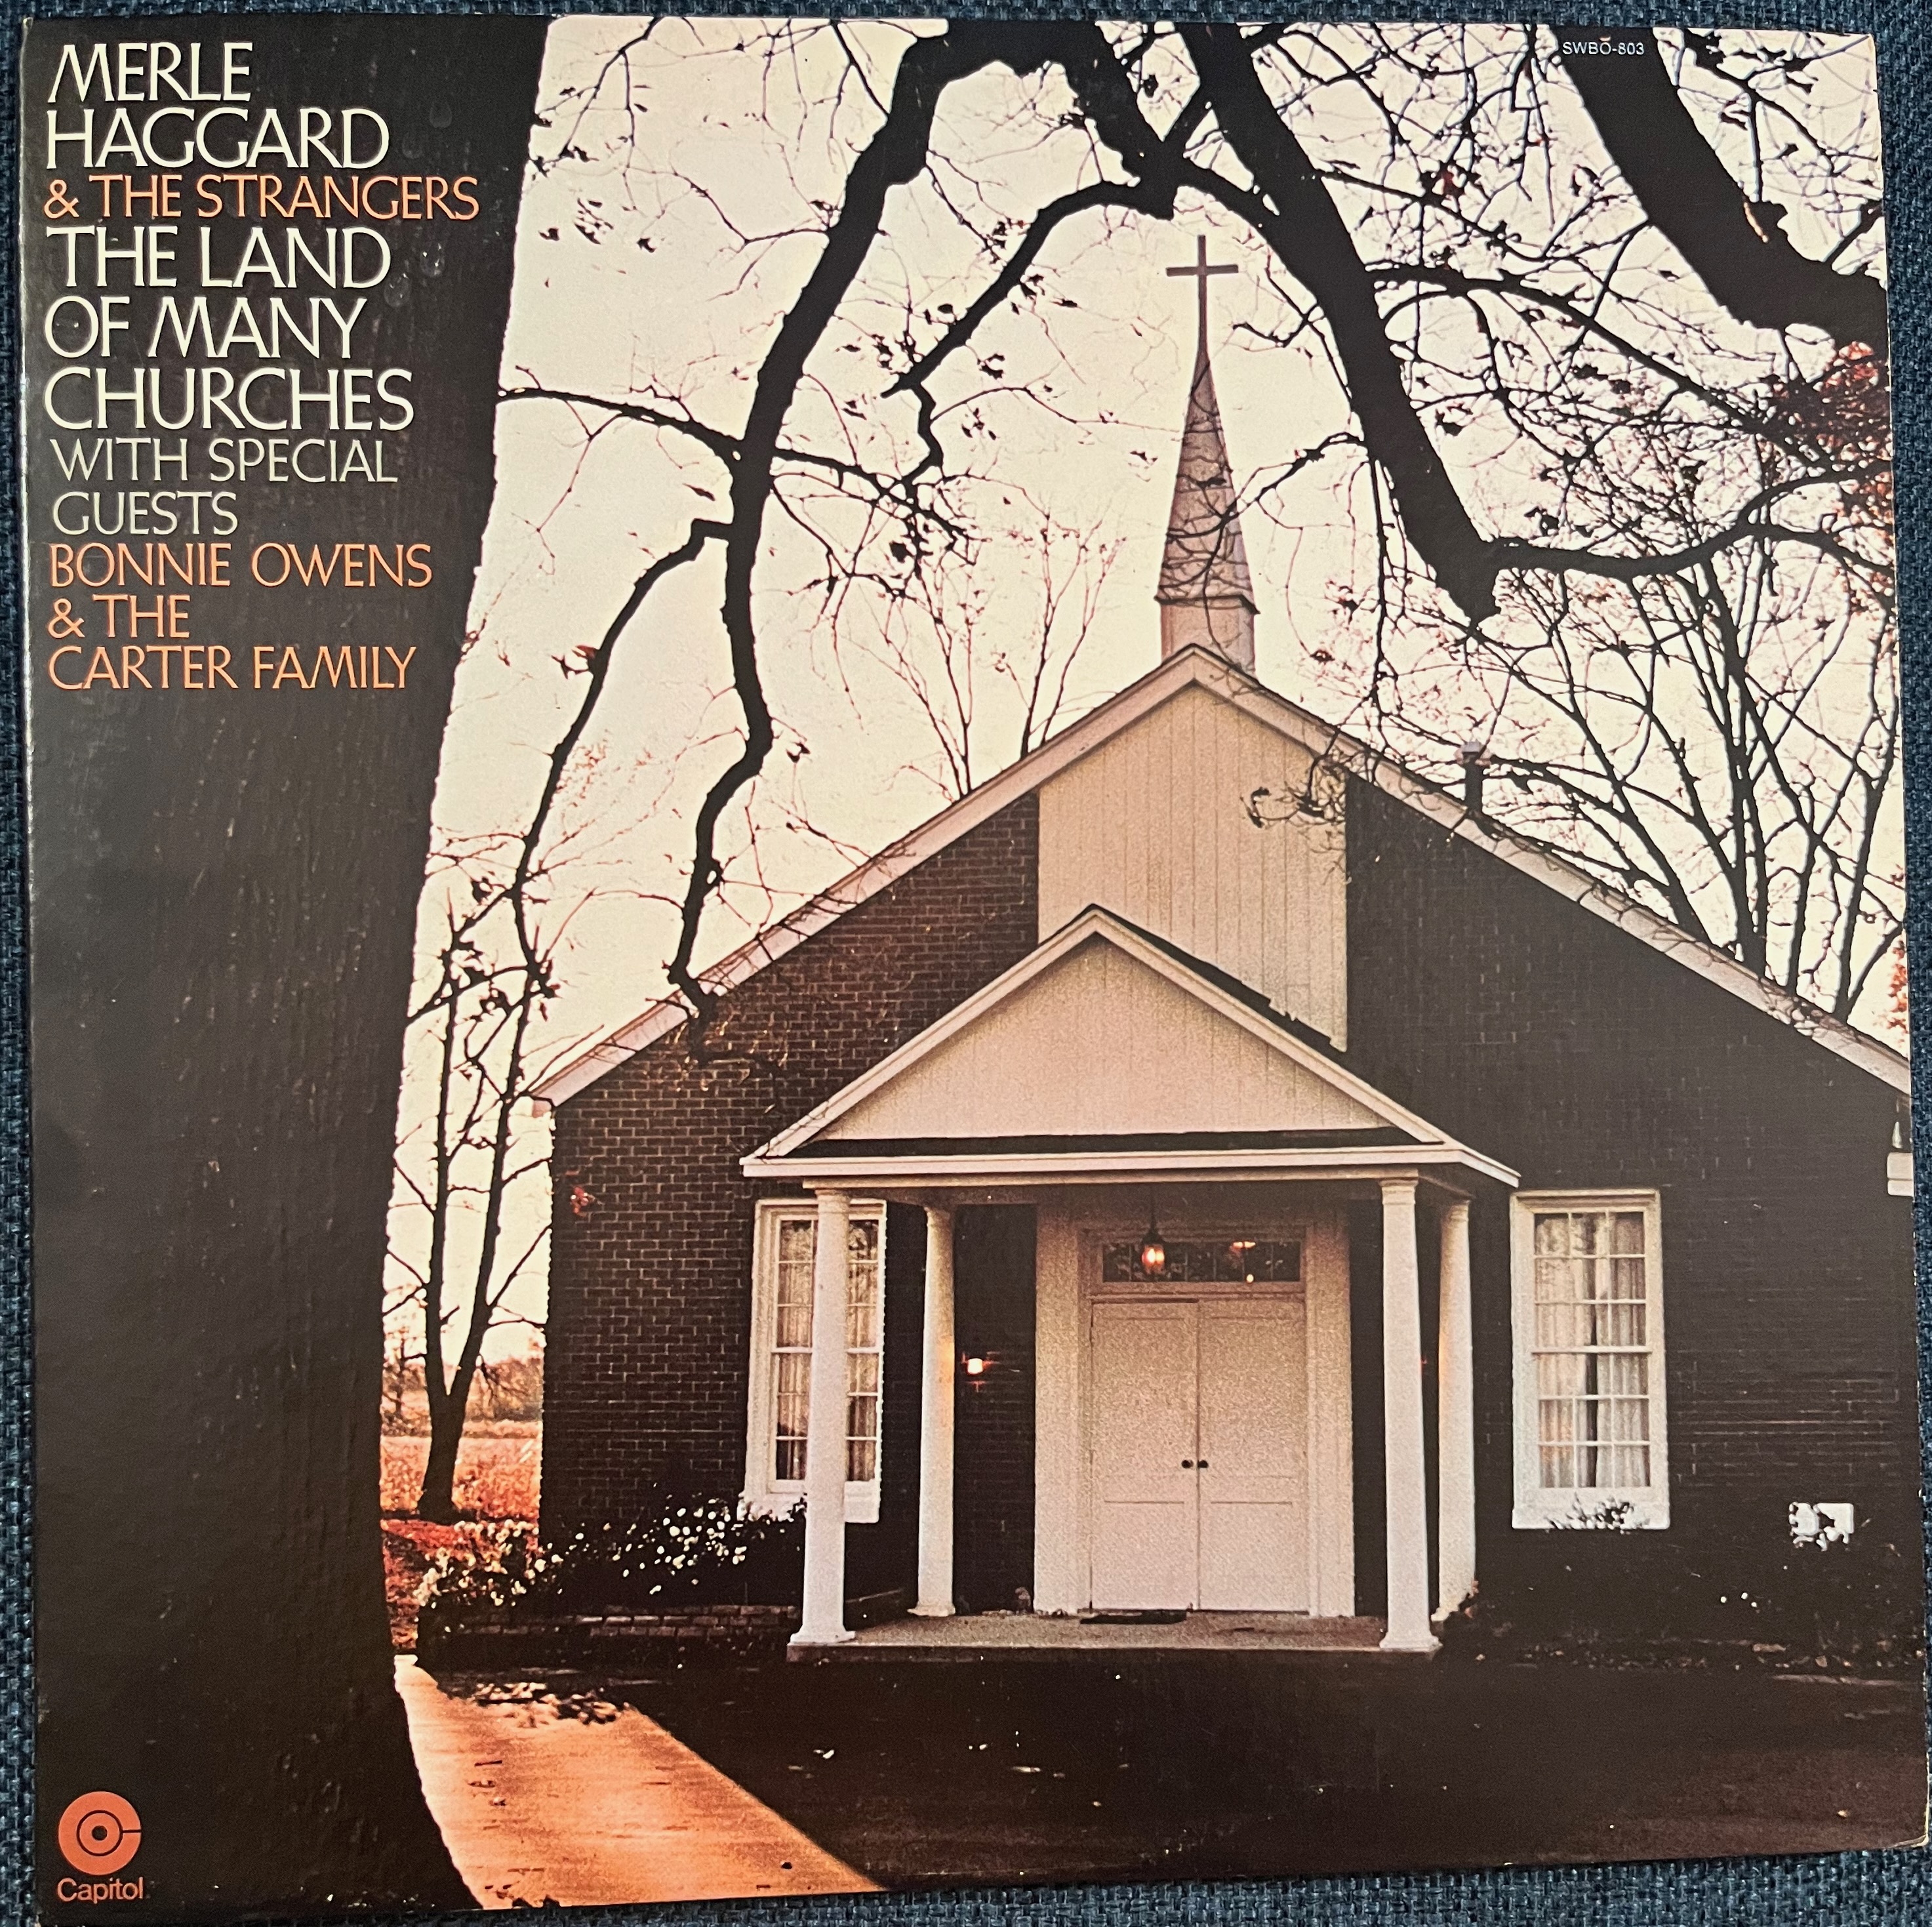 MERLE
HAGGARD
& THE STRANGERS
THE LAND
OF MANY
CHURCHES
WITH SPECIAL
GUESTS
BONNIE OWENS
& THE
CARTER FAMILY
SWBO-803
Capitol